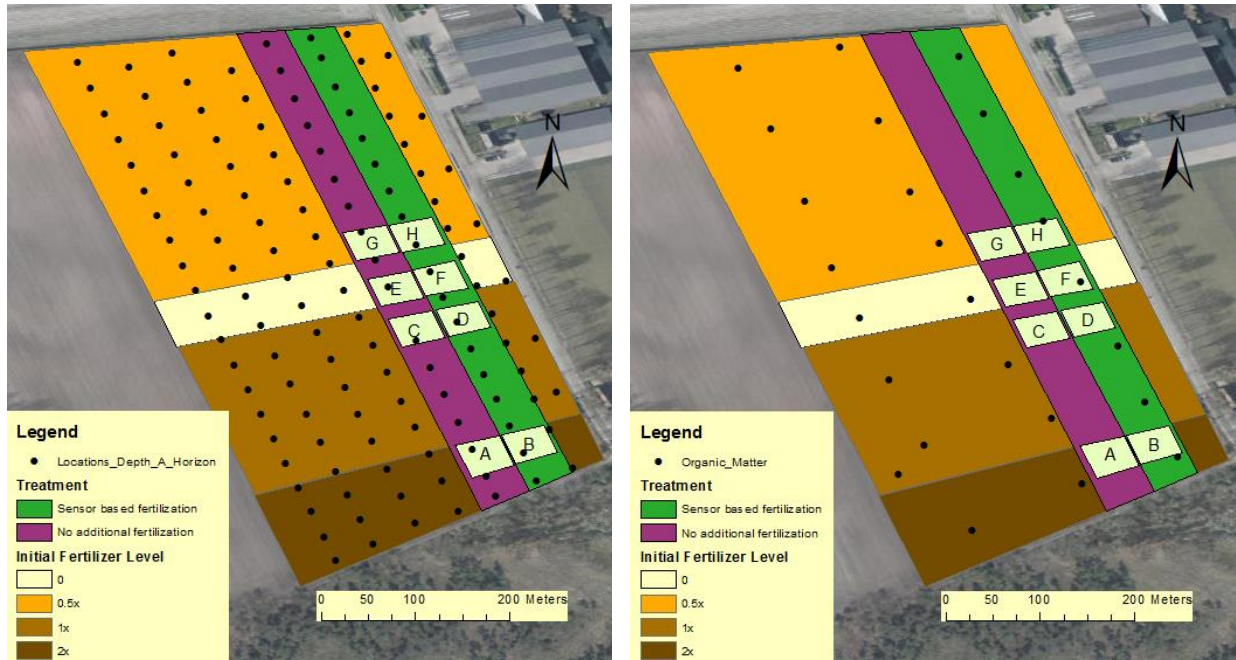 N
G H
E F
C D
A B
Legend
Locations_Depth_A_Horizon
Treatment
Sensor based fertilization
No additional fertilization
Initial Fertilizer Level
0
0.5x
1x
2x
0 50 100 200 Meters
N
G H
E F
C D
A B
Legend
Organic_Matter
Treatment
Sensor based fertilization
No additional fertilization
Initial Fertilizer Level
0
0.5x
1x
2x
0 50 100 200 Meters